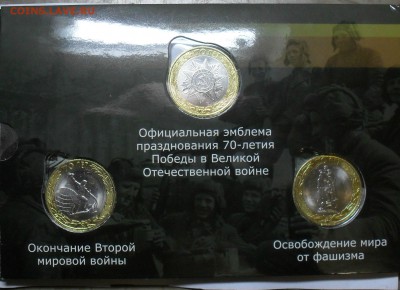 COINS.LAVE.RU
Официальная эмблема
празднования 70-летия
Победы в Великой
Отечественной войне
Окончание Второй
мировой войны
Освобождение мира
от фашизма